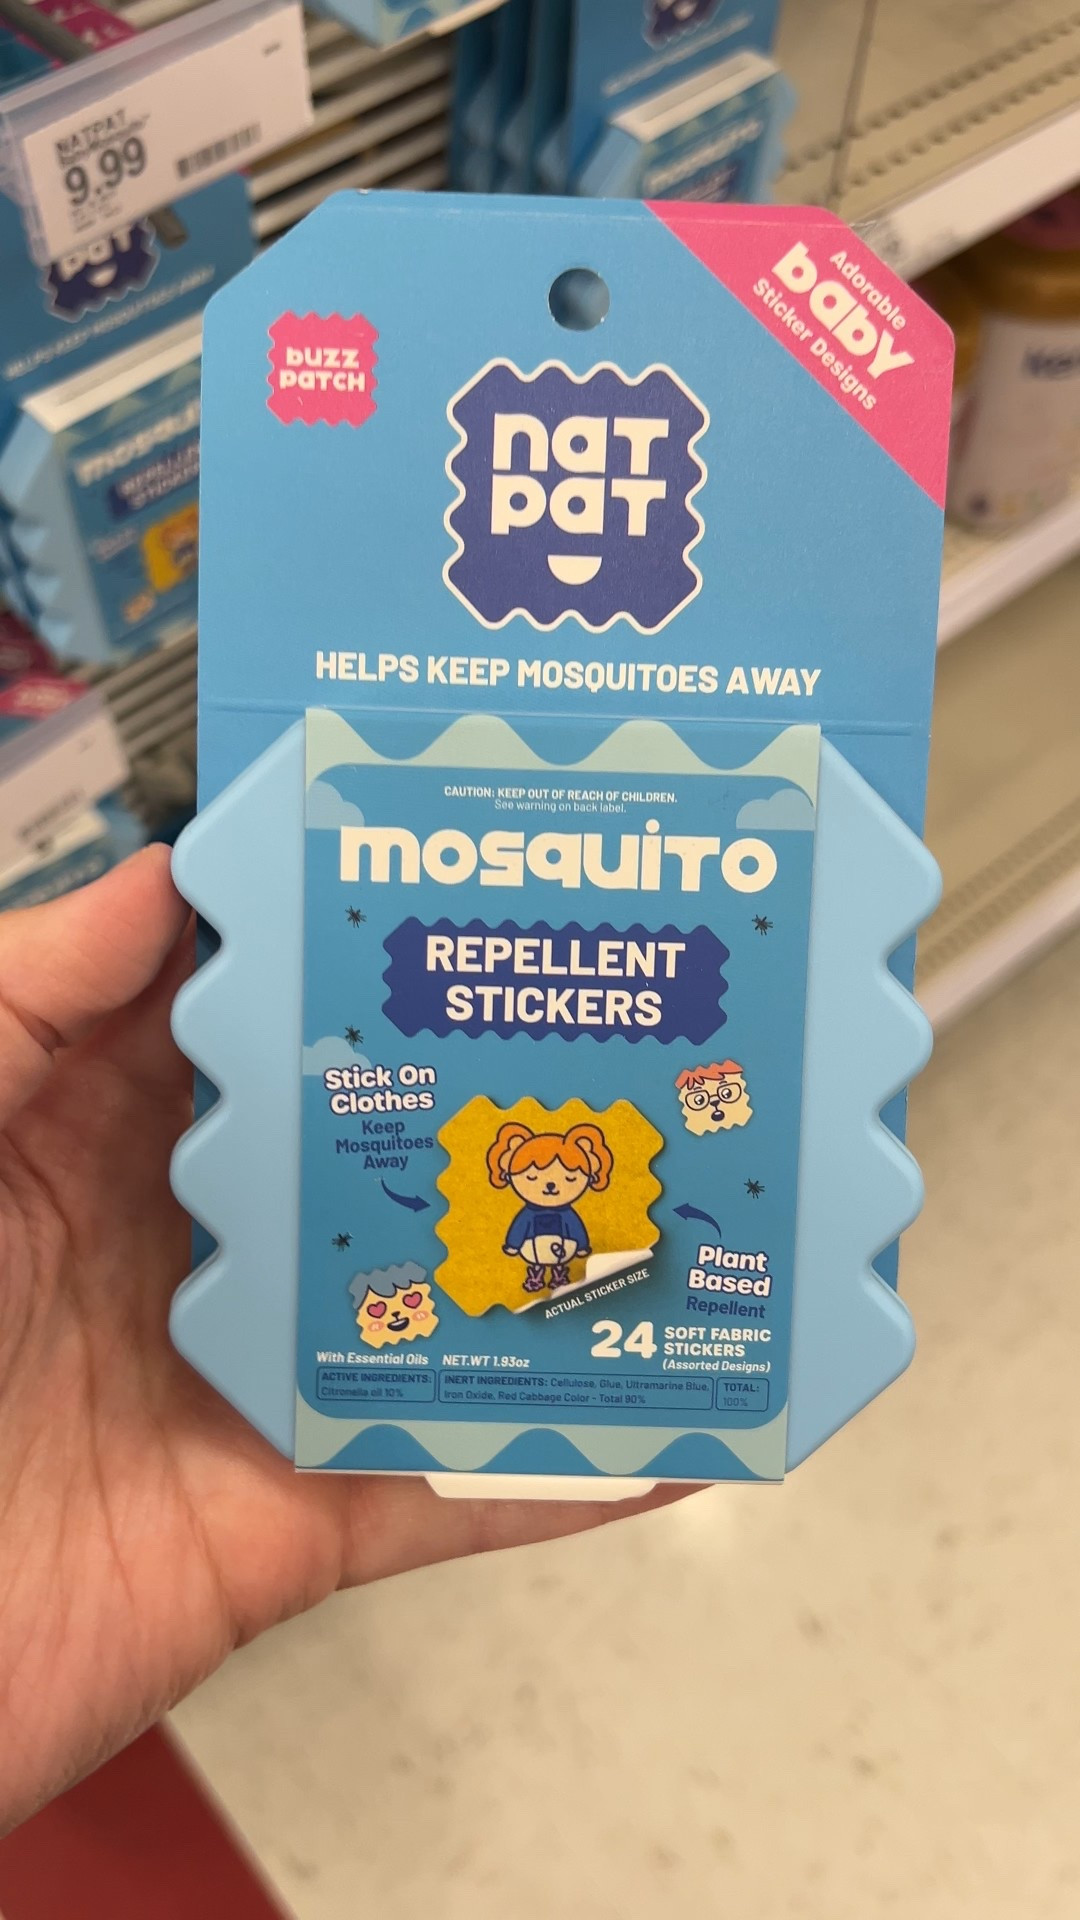 NATPAT
9.99
Adorable
baby
Sticker Designs
buzz
patch
nat
pat
HELPS KEEP MOSQUITOES AWAY
CAUTION: KEEP OUT OF REACH OF CHILDREN.
See warning on back label.
mosquito
REPELLENT
STICKERS
Stick On
Clothes
Keep
Mosquitoes
Away
Plant
Based
Repellent
ACTUAL STICKER SIZE
24 SOFT FABRIC
STICKERS
(Assorted Designs)
With Essential Oils NET.WT 1.93oz
ACTIVE INGREDIENTS:
Citronella oil 10%
INERT INGREDIENTS: Cellulose, Glue, Ultramarine Blue,
Iron Oxide, Red Cabbage Color - Total 90%
TOTAL:
100%